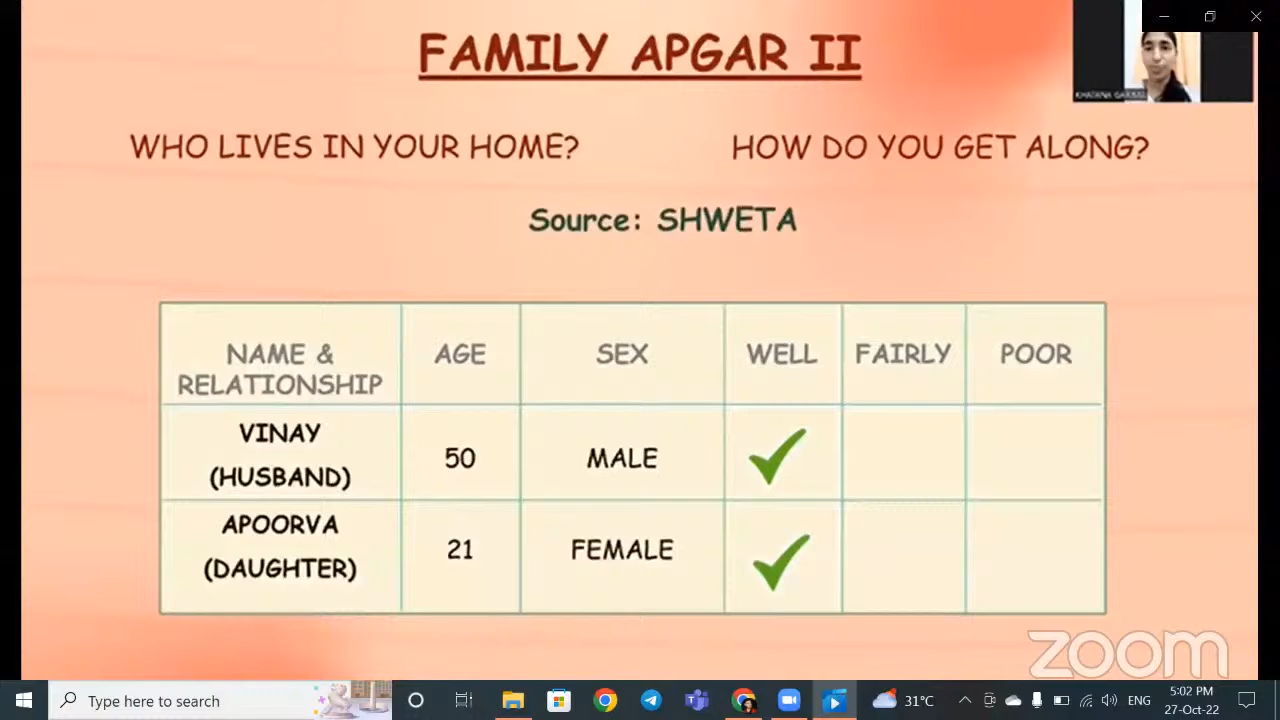 FAMILY APGAR II
WHO LIVES IN YOUR HOME? HOW DO YOU GET ALONG?
Source: SHWETA
NAME & RELATIONSHIP AGE SEX WELL FAIRLY POOR
VINAY (HUSBAND) 50 MALE
APOORVA (DAUGHTER) 21 FEMALE
zoom
Type here to search
31°C
ENG
5:02 PM
27-Oct-22